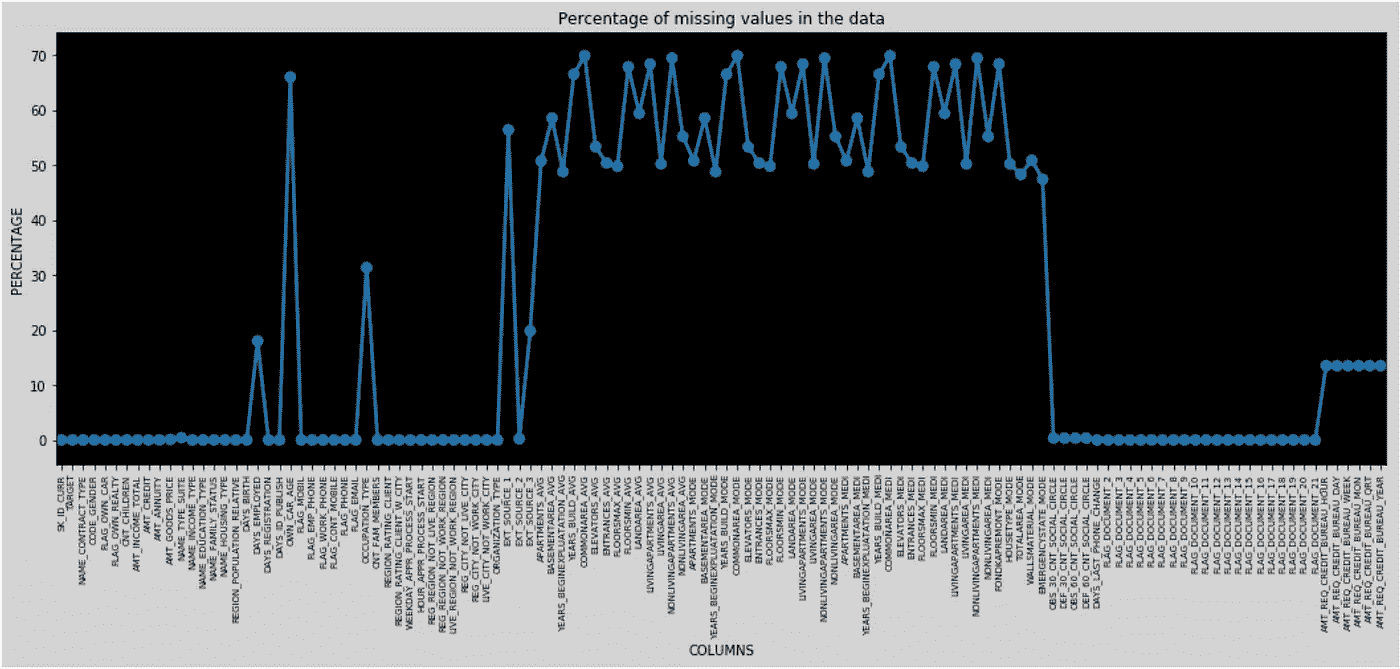 Percentage of missing values in the data
PERCENTAGE
70
60
50
40
30
20
10
0
SK_ID_CURR
TARGET
NAME_CONTRACT_TYPE
CODE_GENDER
FLAG_OWN_CAR
FLAG_OWN_REALTY
CNT_CHILDREN
AMT_INCOME_TOTAL
AMT_CREDIT
AMT_ANNUITY
AMT_GOODS_PRICE
NAME_TYPE_SUITE
NAME_INCOME_TYPE
NAME_EDUCATION_TYPE
NAME_FAMILY_STATUS
NAME_HOUSING_TYPE
REGION_POPULATION_RELATIVE
DAYS_BIRTH
DAYS_EMPLOYED
DAYS_REGISTRATION
DAYS_ID_PUBLISH
OWN_CAR_AGE
FLAG_MOBIL
FLAG_EMP_PHONE
FLAG_WORK_PHONE
FLAG_CONT_MOBILE
FLAG_PHONE
FLAG_EMAIL
OCCUPATION_TYPE
CNT_FAM_MEMBERS
REGION_RATING_CLIENT
REGION_RATING_CLIENT_W_CITY
WEEKDAY_APPR_PROCESS_START
HOUR_APPR_PROCESS_START
REG_REGION_NOT_LIVE_REGION
REG_REGION_NOT_WORK_REGION
LIVE_REGION_NOT_WORK_REGION
REG_CITY_NOT_LIVE_CITY
REG_CITY_NOT_WORK_CITY
LIVE_CITY_NOT_WORK_CITY
ORGANIZATION_TYPE
EXT_SOURCE_1
EXT_SOURCE_2
EXT_SOURCE_3
APARTMENTS_AVG
BASEMENTAREA_AVG
YEARS_BEGINEXPLUATATION_AVG
YEARS_BUILD_AVG
COMMONAREA_AVG
ELEVATORS_AVG
ENTRANCES_AVG
FLOORSMAX_AVG
FLOORSMIN_AVG
LANDAREA_AVG
LIVINGAPARTMENTS_AVG
LIVINGAREA_AVG
NONLIVINGAPARTMENTS_AVG
NONLIVINGAREA_AVG
APARTMENTS_MODE
BASEMENTAREA_MODE
YEARS_BEGINEXPLUATATION_MODE
YEARS_BUILD_MODE
COMMONAREA_MODE
ELEVATORS_MODE
ENTRANCES_MODE
FLOORSMAX_MODE
FLOORSMIN_MODE
LANDAREA_MODE
LIVINGAPARTMENTS_MODE
LIVINGAREA_MODE
NONLIVINGAPARTMENTS_MODE
NONLIVINGAREA_MODE
APARTMENTS_MEDI
BASEMENTAREA_MEDI
YEARS_BEGINEXPLUATATION_MEDI
YEARS_BUILD_MEDI
COMMONAREA_MEDI
ELEVATORS_MEDI
ENTRANCES_MEDI
FLOORSMAX_MEDI
FLOORSMIN_MEDI
LANDAREA_MEDI
LIVINGAPARTMENTS_MEDI
LIVINGAREA_MEDI
NONLIVINGAPARTMENTS_MEDI
NONLIVINGAREA_MEDI
FONDKAPREMONT_MODE
HOUSETYPE_MODE
TOTALAREA_MODE
WALLSMATERIAL_MODE
EMERGENCYSTATE_MODE
OBS_30_CNT_SOCIAL_CIRCLE
DEF_30_CNT_SOCIAL_CIRCLE
OBS_60_CNT_SOCIAL_CIRCLE
DEF_60_CNT_SOCIAL_CIRCLE
DAYS_LAST_PHONE_CHANGE
FLAG_DOCUMENT_2
FLAG_DOCUMENT_3
FLAG_DOCUMENT_4
FLAG_DOCUMENT_5
FLAG_DOCUMENT_6
FLAG_DOCUMENT_7
FLAG_DOCUMENT_8
FLAG_DOCUMENT_9
FLAG_DOCUMENT_10
FLAG_DOCUMENT_11
FLAG_DOCUMENT_12
FLAG_DOCUMENT_13
FLAG_DOCUMENT_14
FLAG_DOCUMENT_15
FLAG_DOCUMENT_16
FLAG_DOCUMENT_17
FLAG_DOCUMENT_18
FLAG_DOCUMENT_19
FLAG_DOCUMENT_20
FLAG_DOCUMENT_21
AMT_REQ_CREDIT_BUREAU_HOUR
AMT_REQ_CREDIT_BUREAU_DAY
AMT_REQ_CREDIT_BUREAU_WEEK
AMT_REQ_CREDIT_BUREAU_MON
AMT_REQ_CREDIT_BUREAU_QRT
AMT_REQ_CREDIT_BUREAU_YEAR
COLUMNS